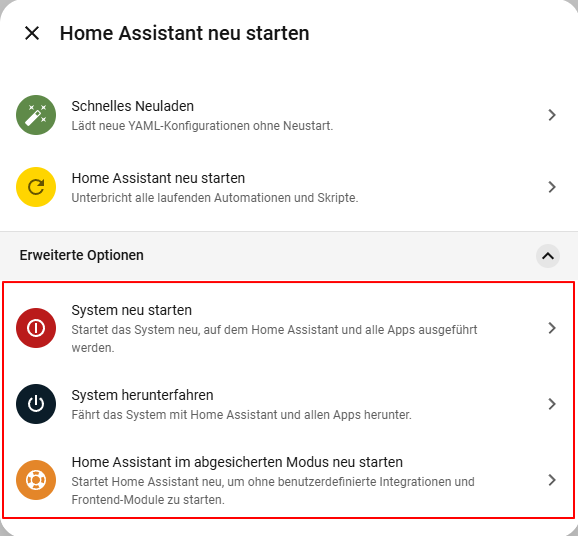 Home Assistant neu starten
Schnelles Neuladen
Lädt neue YAML-Konfigurationen ohne Neustart.
Home Assistant neu starten
Unterbricht alle laufenden Automationen und Skripte.
Erweiterte Optionen
System neu starten
Startet das System neu, auf dem Home Assistant und alle Apps ausgeführt
werden.
System herunterfahren
Fährt das System mit Home Assistant und allen Apps herunter.
Home Assistant im abgesicherten Modus neu starten
Startet Home Assistant neu, um ohne benutzerdefinierte Integrationen und
Frontend-Module zu starten.